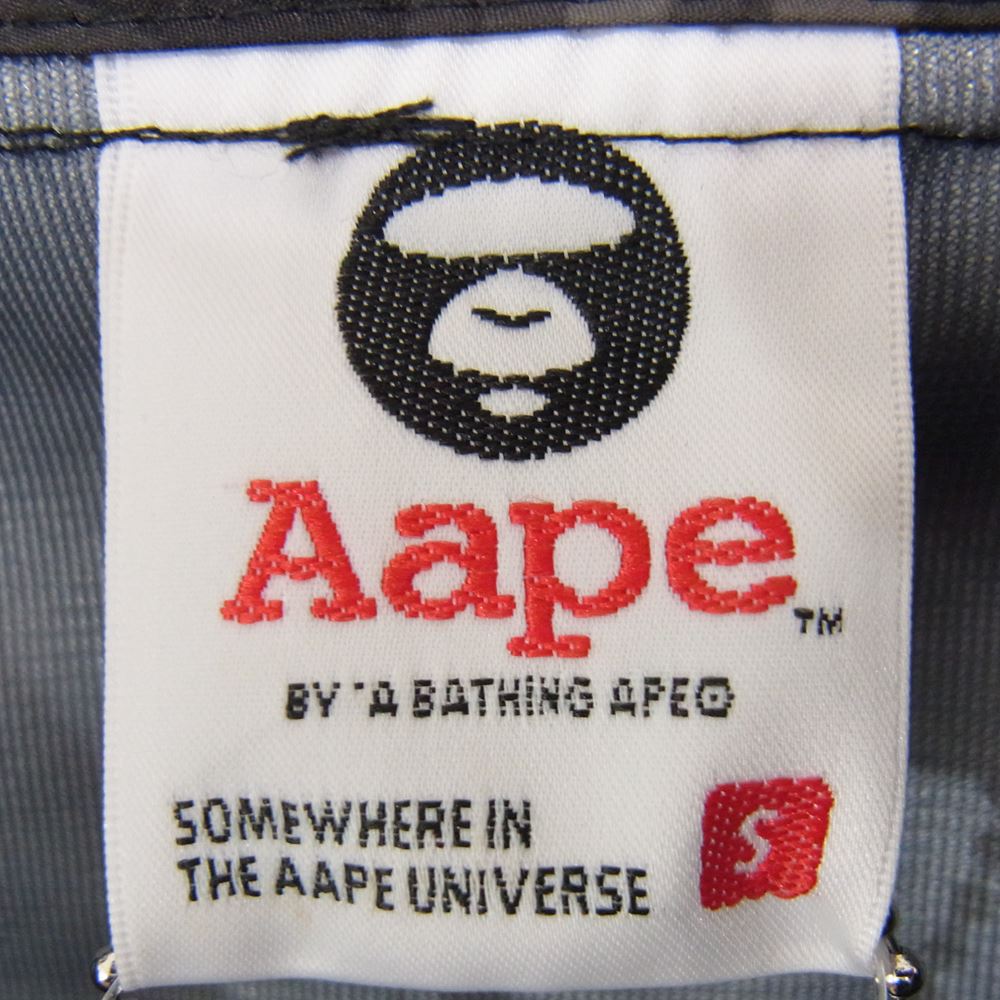 Aape
TM
BY *A BATHING APE®
SOMEWHERE IN
THE AAPE UNIVERSE
S